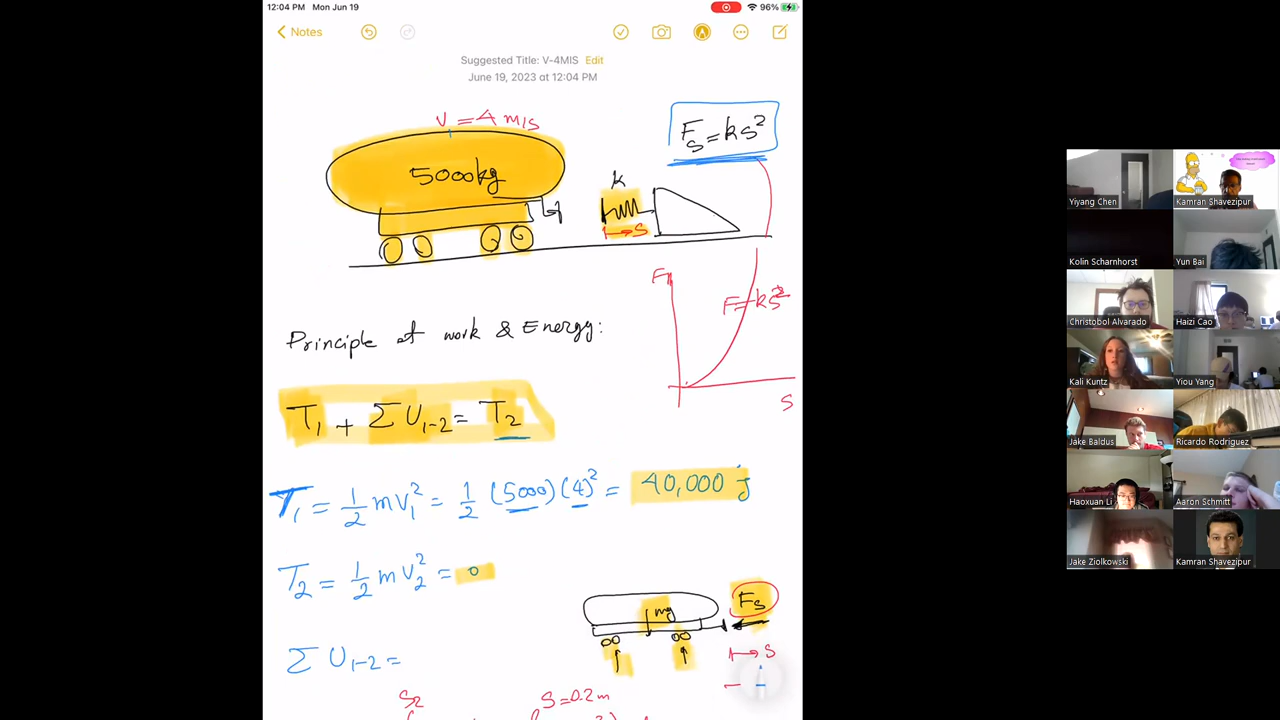 12:04 PM Mon Jun 19
96%
Notes
Suggested Title: V-4MIS Edit
June 19, 2023 at 12:04 PM
V = 4 m/s
5000kg
k
s
F_s = ks²
F
F = ks²
s
Principle of work & Energy:
T₁ + ΣU₁₋₂ = T₂
T₁ = 1/2 mV₁² = 1/2 (5000)(4)² = 40,000 j
T₂ = 1/2 mV₂² = 0
mg
F_s
s
ΣU₁₋₂ =
S₂
S=0.2m
Yiyang Chen
Kamran Shavezipur
Kolin Scharnhorst
Yun Bai
Christobol Alvarado
Haizi Cao
Kali Kuntz
Yiou Yang
Jake Baldus
Ricardo Rodriguez
Haoxuan Li
Aaron Schmitt
Jake Ziolkowski
Kamran Shavezipur